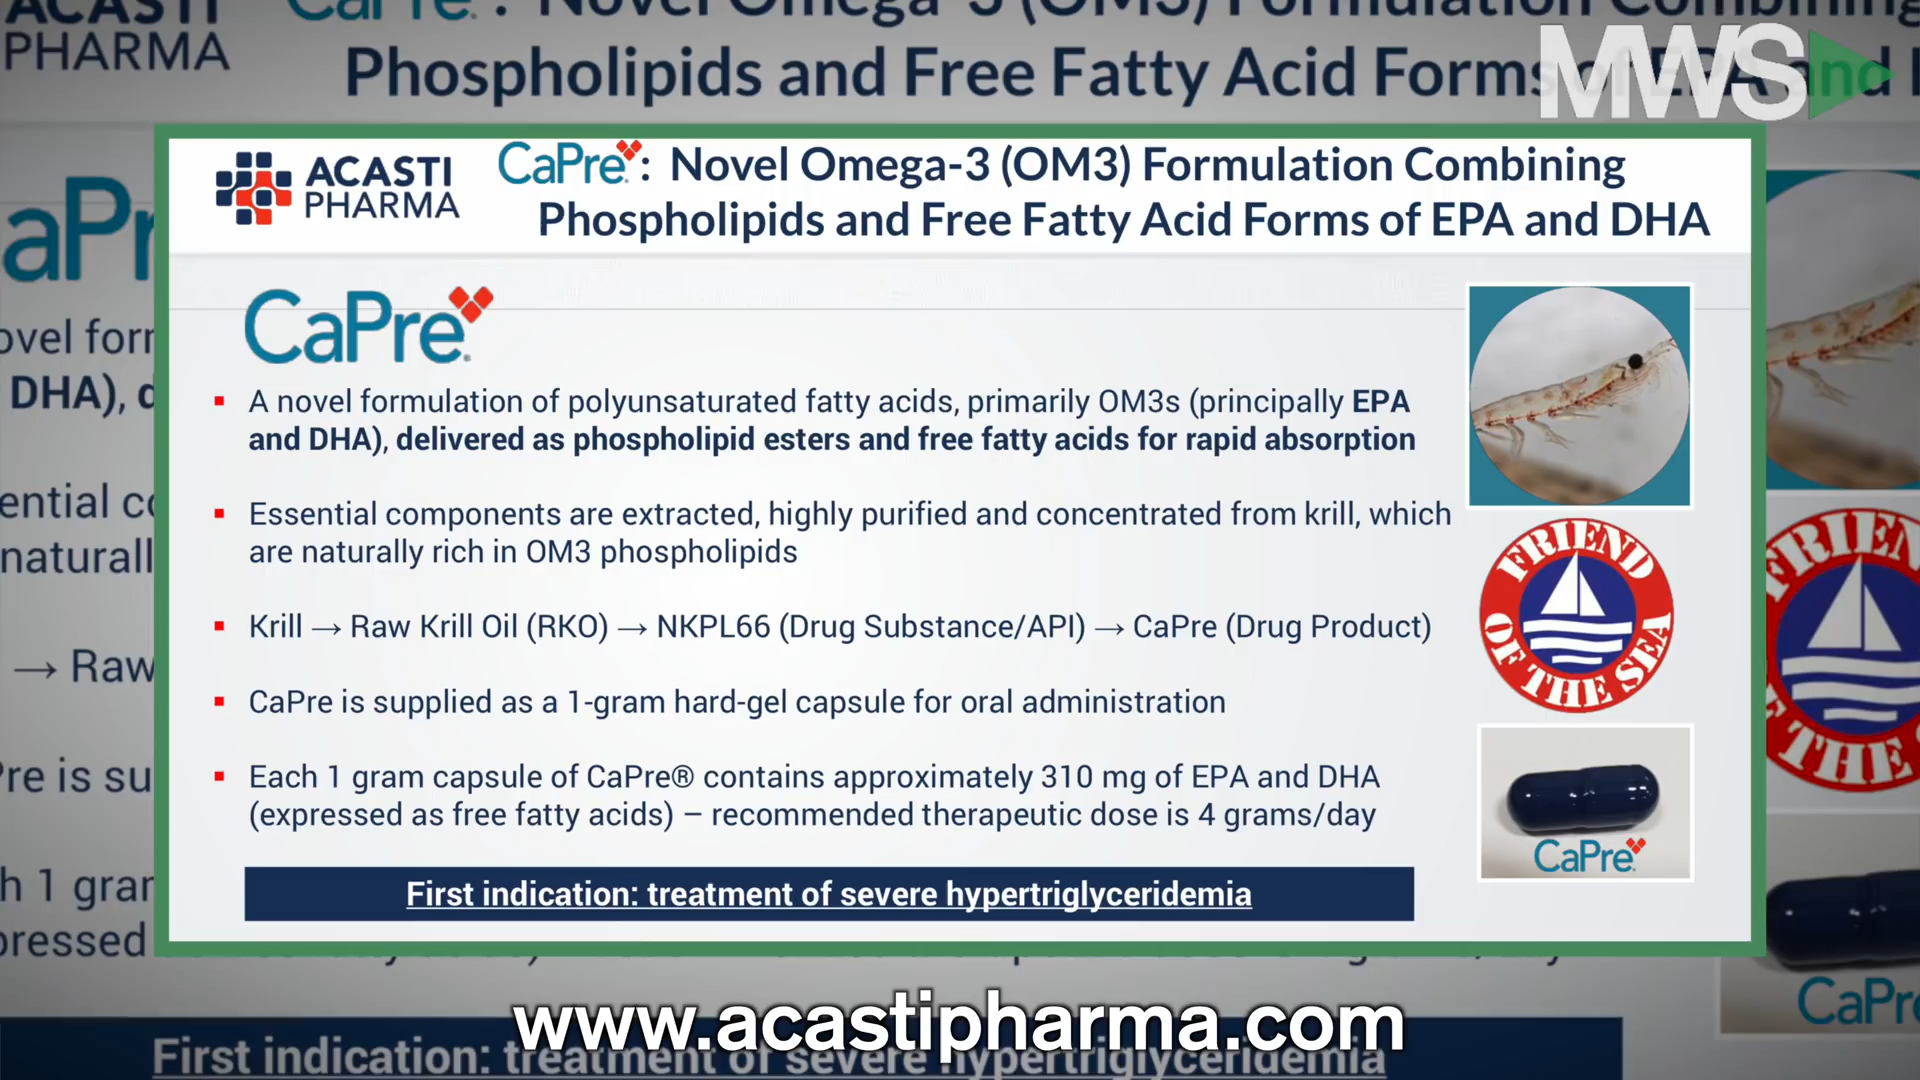 MWS
ACASTI
PHARMA
CaPre®: Novel Omega-3 (OM3) Formulation Combining
Phospholipids and Free Fatty Acid Forms of EPA and DHA
CaPre®
▪ A novel formulation of polyunsaturated fatty acids, primarily OM3s (principally EPA
and DHA), delivered as phospholipid esters and free fatty acids for rapid absorption
▪ Essential components are extracted, highly purified and concentrated from krill, which
are naturally rich in OM3 phospholipids
▪ Krill → Raw Krill Oil (RKO) → NKPL66 (Drug Substance/API) → CaPre (Drug Product)
▪ CaPre is supplied as a 1-gram hard-gel capsule for oral administration
▪ Each 1 gram capsule of CaPre® contains approximately 310 mg of EPA and DHA
(expressed as free fatty acids) – recommended therapeutic dose is 4 grams/day
First indication: treatment of severe hypertriglyceridemia
FRIEND OF THE SEA
CaPre®
www.acastipharma.com